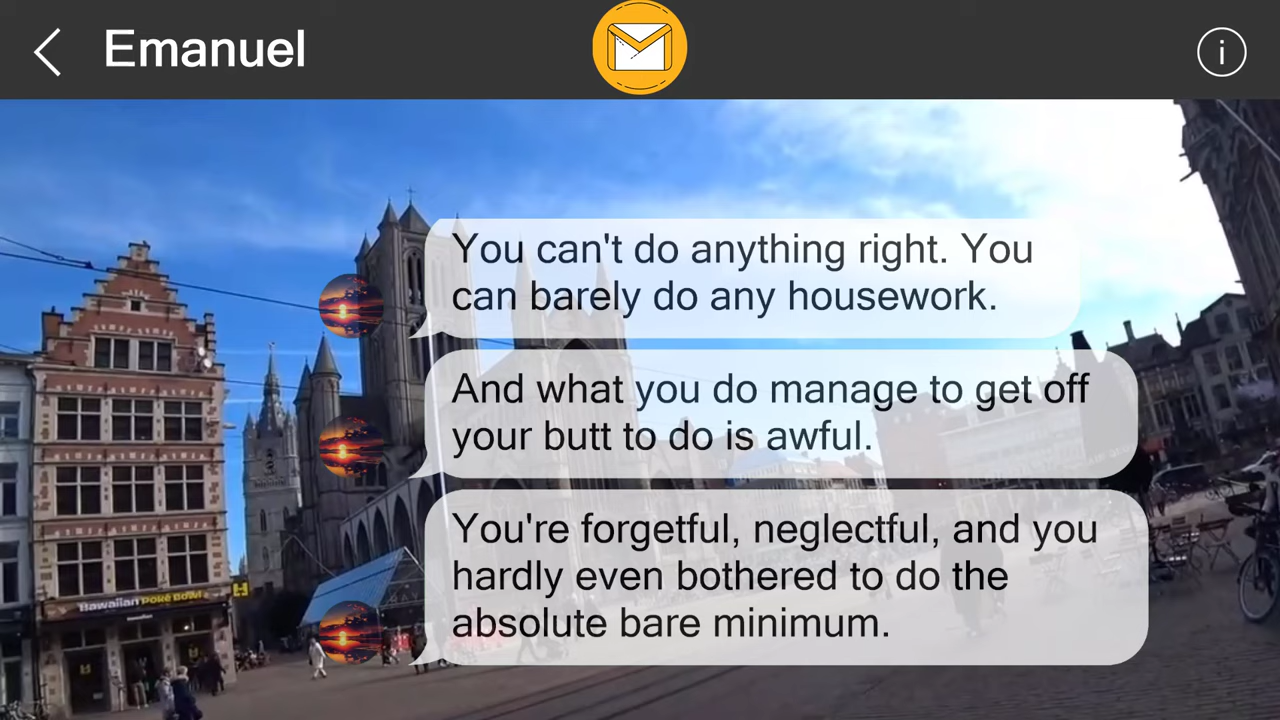 Emanuel
i
You can't do anything right. You
can barely do any housework.
And what you do manage to get off
your butt to do is awful.
You're forgetful, neglectful, and you
hardly even bothered to do the
absolute bare minimum.
Hawaiian Poké Bowl